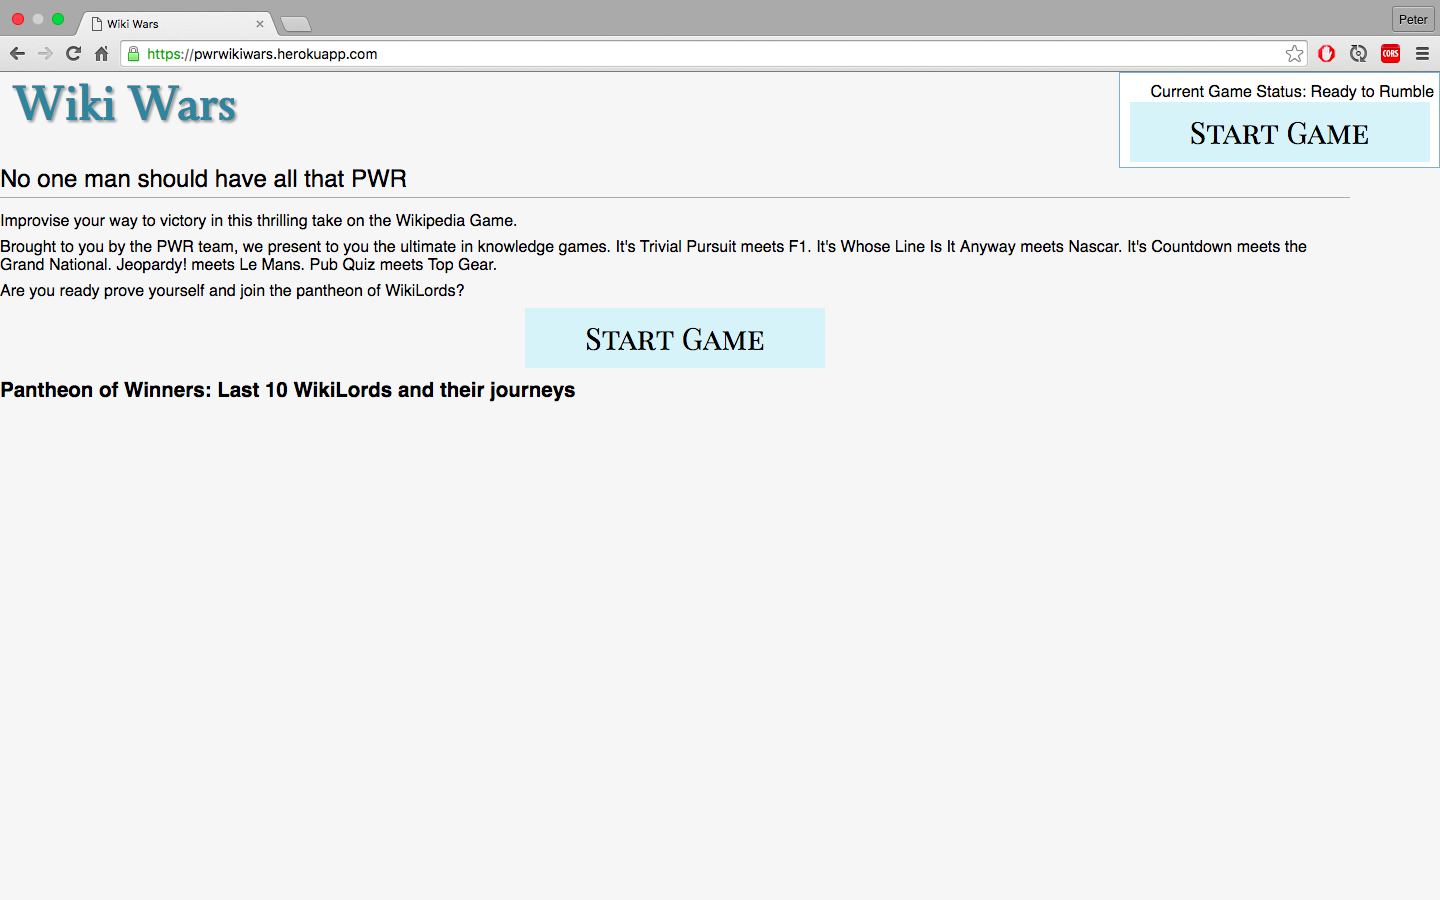 Wiki Wars
Peter
https://pwrwikiwars.herokuapp.com
CORS
Wiki Wars
Current Game Status: Ready to Rumble
START GAME
No one man should have all that PWR
Improvise your way to victory in this thrilling take on the Wikipedia Game.
Brought to you by the PWR team, we present to you the ultimate in knowledge games. It's Trivial Pursuit meets F1. It's Whose Line Is It Anyway meets Nascar. It's Countdown meets the
Grand National. Jeopardy! meets Le Mans. Pub Quiz meets Top Gear.
Are you ready prove yourself and join the pantheon of WikiLords?
START GAME
Pantheon of Winners: Last 10 WikiLords and their journeys